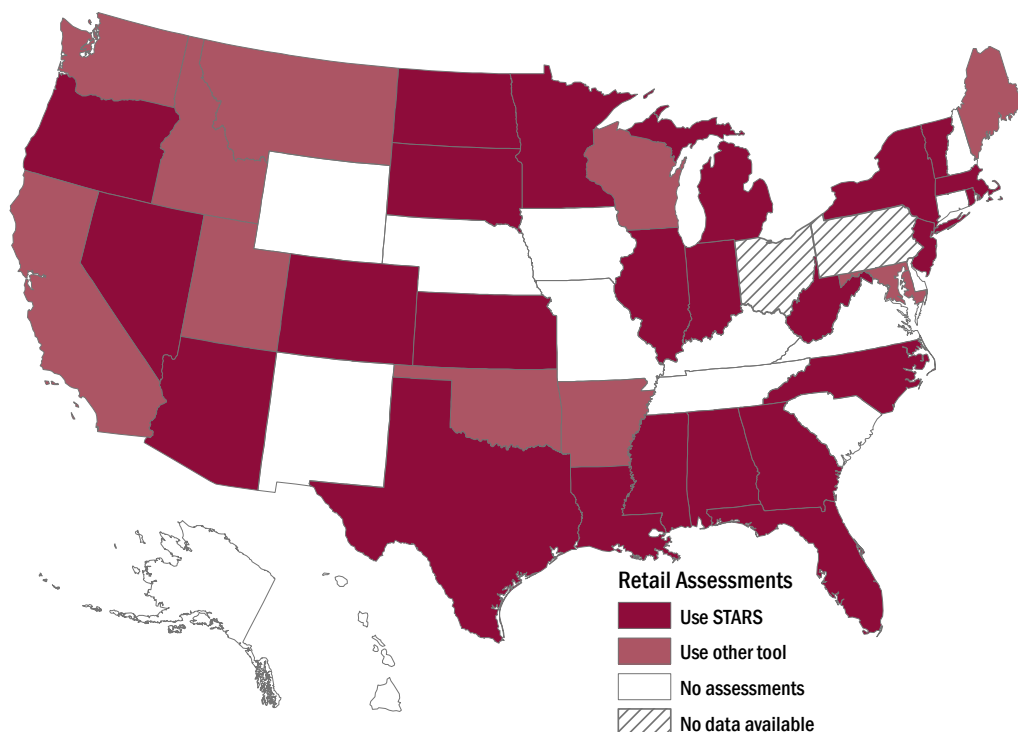 Retail Assessments
Use STARS
Use other tool
No assessments
No data available